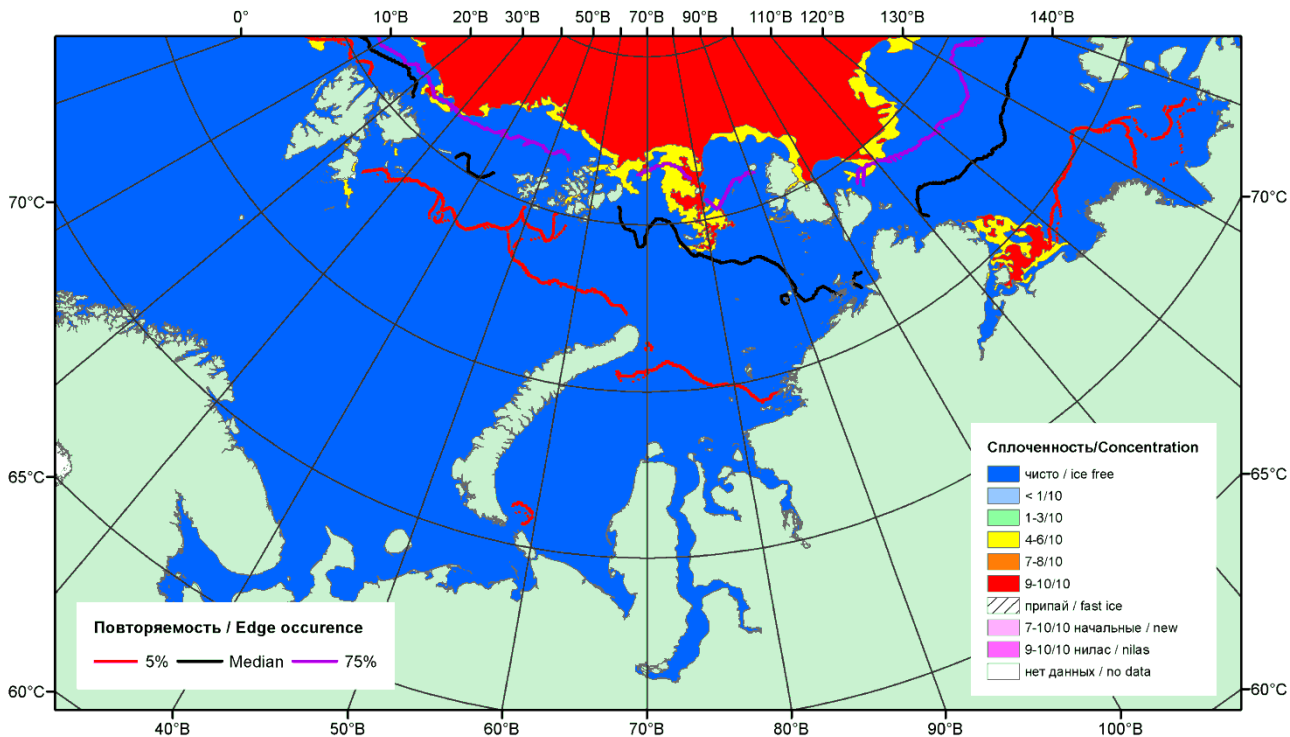 0° 10°В 20°В 30°В 50°В 70°В 90°В 110°В 120°В 130°В 140°В
70°С 70°С
65°С 65°С
60°С 60°С
Сплоченность/Concentration
чисто / ice free
< 1/10
1-3/10
4-6/10
7-8/10
9-10/10
припай / fast ice
7-10/10 начальные / new
9-10/10 нилас / nilas
нет данных / no data
Повторяемость / Edge occurence
5% Median 75%
40°В 50°В 60°В 70°В 80°В 90°В 100°В